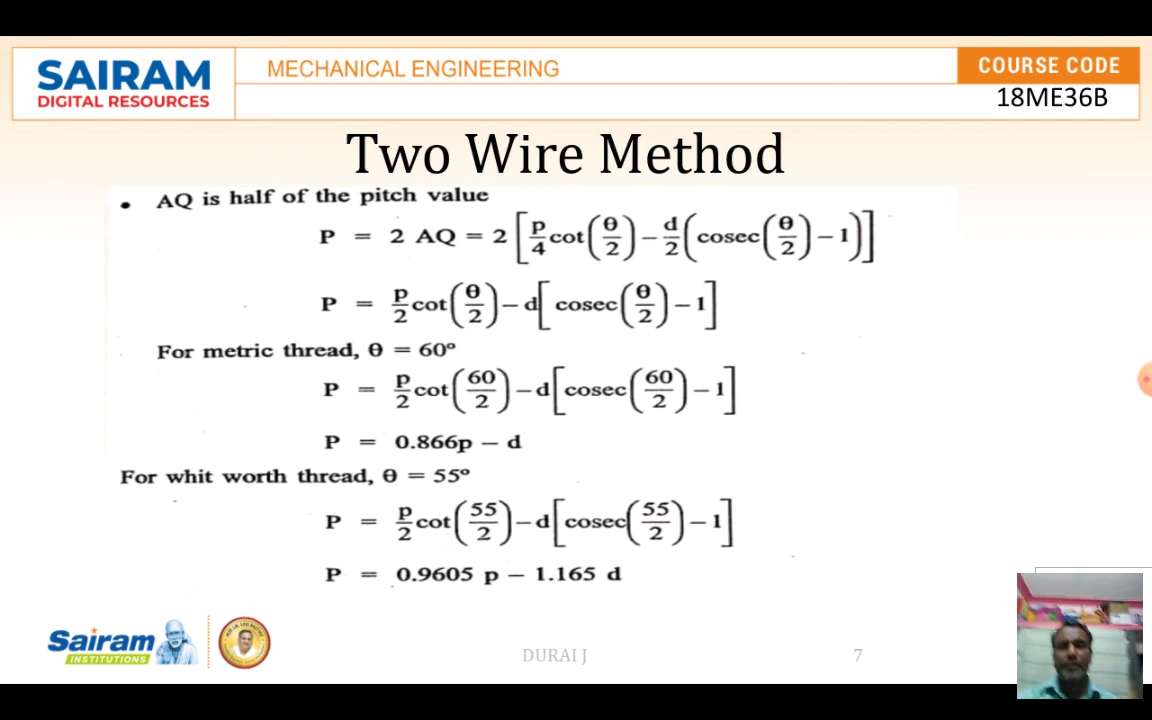 SAIRAM
DIGITAL RESOURCES
MECHANICAL ENGINEERING
COURSE CODE
18ME36B
Two Wire Method
• AQ is half of the pitch value
P = 2 AQ = 2 [p/4 cot(θ/2) – d/2 (cosec(θ/2) – 1)]
P = p/2 cot(θ/2) – d[cosec(θ/2) – 1]
For metric thread, θ = 60°
P = p/2 cot(60/2) – d[cosec(60/2) – 1]
P = 0.866p – d
For whit worth thread, θ = 55°
P = p/2 cot(55/2) – d[cosec(55/2) – 1]
P = 0.9605 p – 1.165 d
Sairam
INSTITUTIONS
DURAI J
7